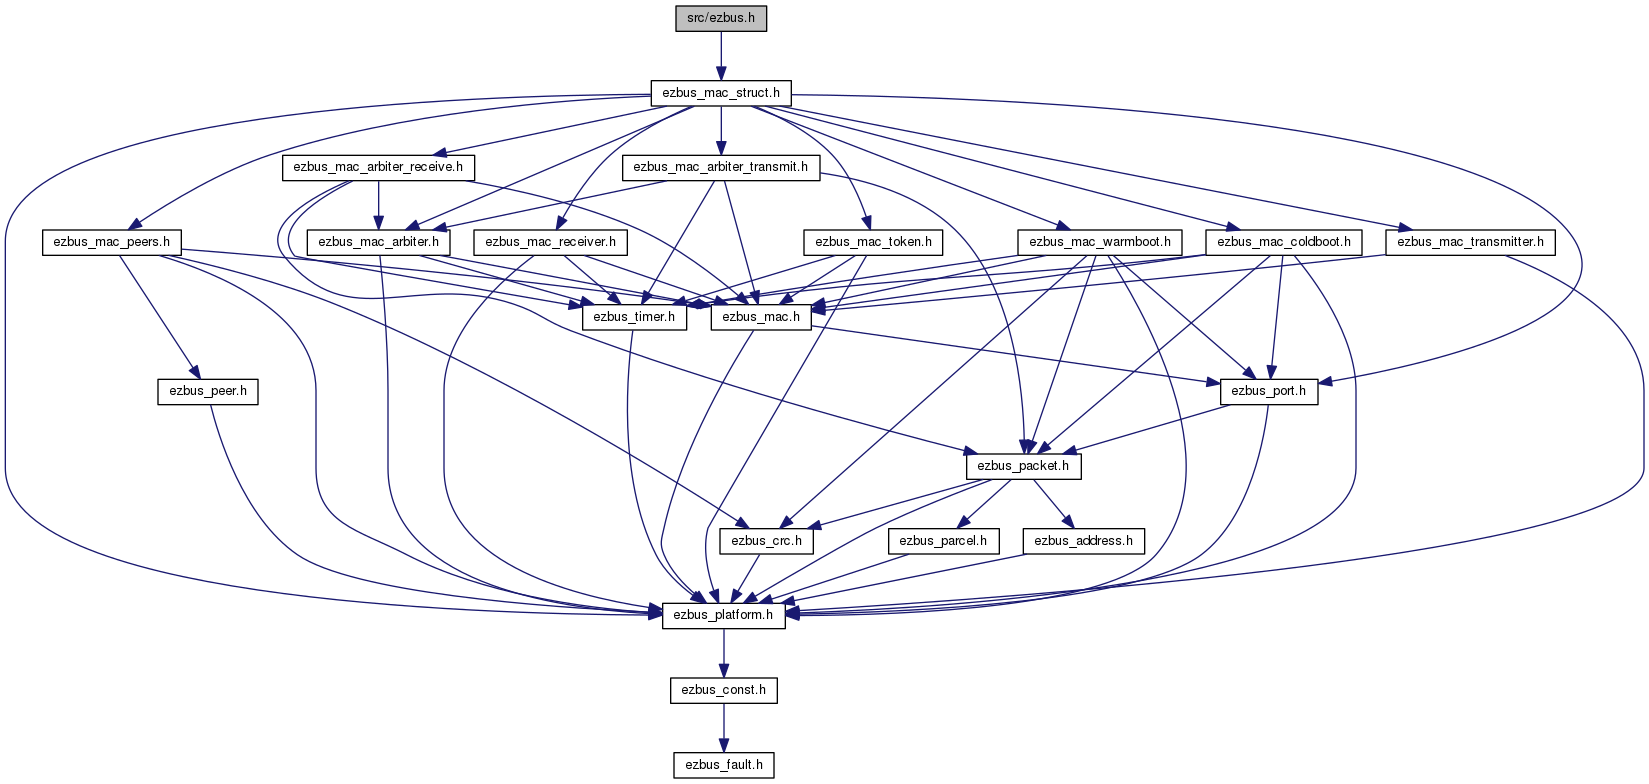 src/ezbus.h
ezbus_mac_struct.h
ezbus_mac_arbiter_receive.h
ezbus_mac_arbiter_transmit.h
ezbus_mac_peers.h
ezbus_mac_arbiter.h
ezbus_mac_receiver.h
ezbus_mac_token.h
ezbus_mac_warmboot.h
ezbus_mac_coldboot.h
ezbus_mac_transmitter.h
ezbus_timer.h
ezbus_mac.h
ezbus_peer.h
ezbus_port.h
ezbus_packet.h
ezbus_crc.h
ezbus_parcel.h
ezbus_address.h
ezbus_platform.h
ezbus_const.h
ezbus_fault.h